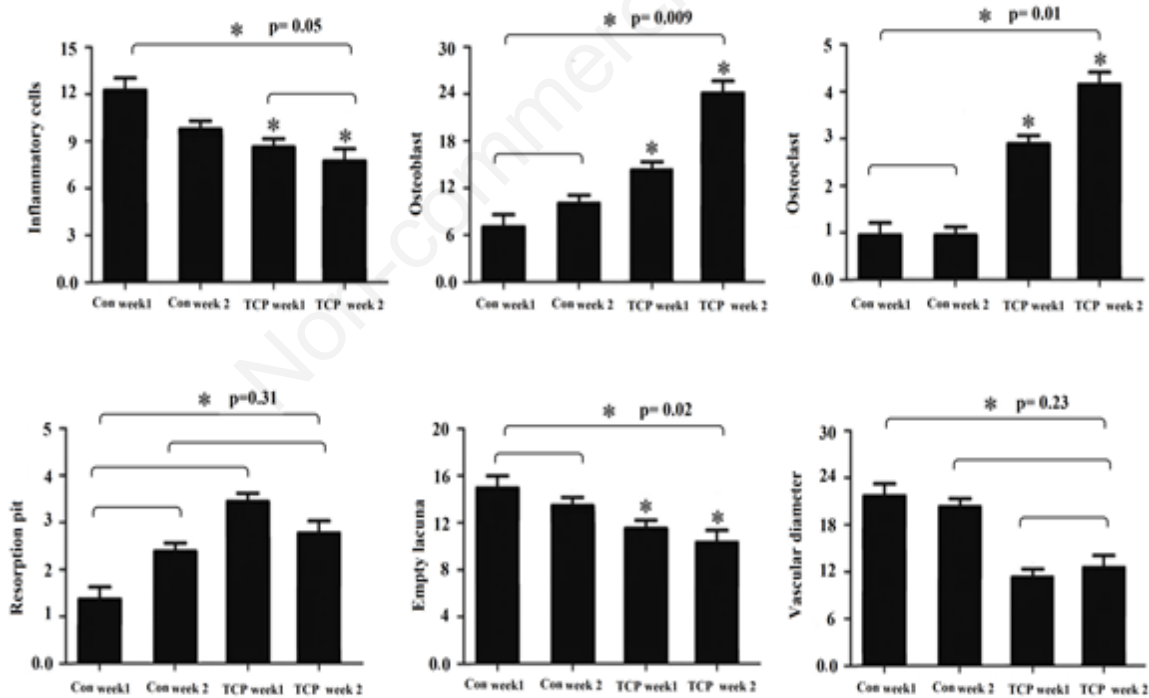 * p= 0.05
15
12
9
6
3
0.0
Inflammatory cells
* *
Con week1 Con week 2 TCP week1 TCP week 2
* p= 0.009
30
24
18
12
6
0.0
Osteoblast
*
*
Con week1 Con week 2 TCP week1 TCP week 2
* p= 0.01
5
4
3
2
1
0.0
Osteoclast
*
*
Con week1 Con week 2 TCP week1 TCP week 2
Non-commer
* p=0.31
5
4
3
2
1
0.0
Resorption pit
Con week1 Con week 2 TCP week1 TCP week 2
* p= 0.02
20
16
12
8
4
0.0
Empty lacuna
* *
Con week1 Con week 2 TCP week1 TCP week 2
* p= 0.23
30
24
18
12
6
0.0
Vascular diameter
Con week1 Con week 2 TCP week1 TCP week 2